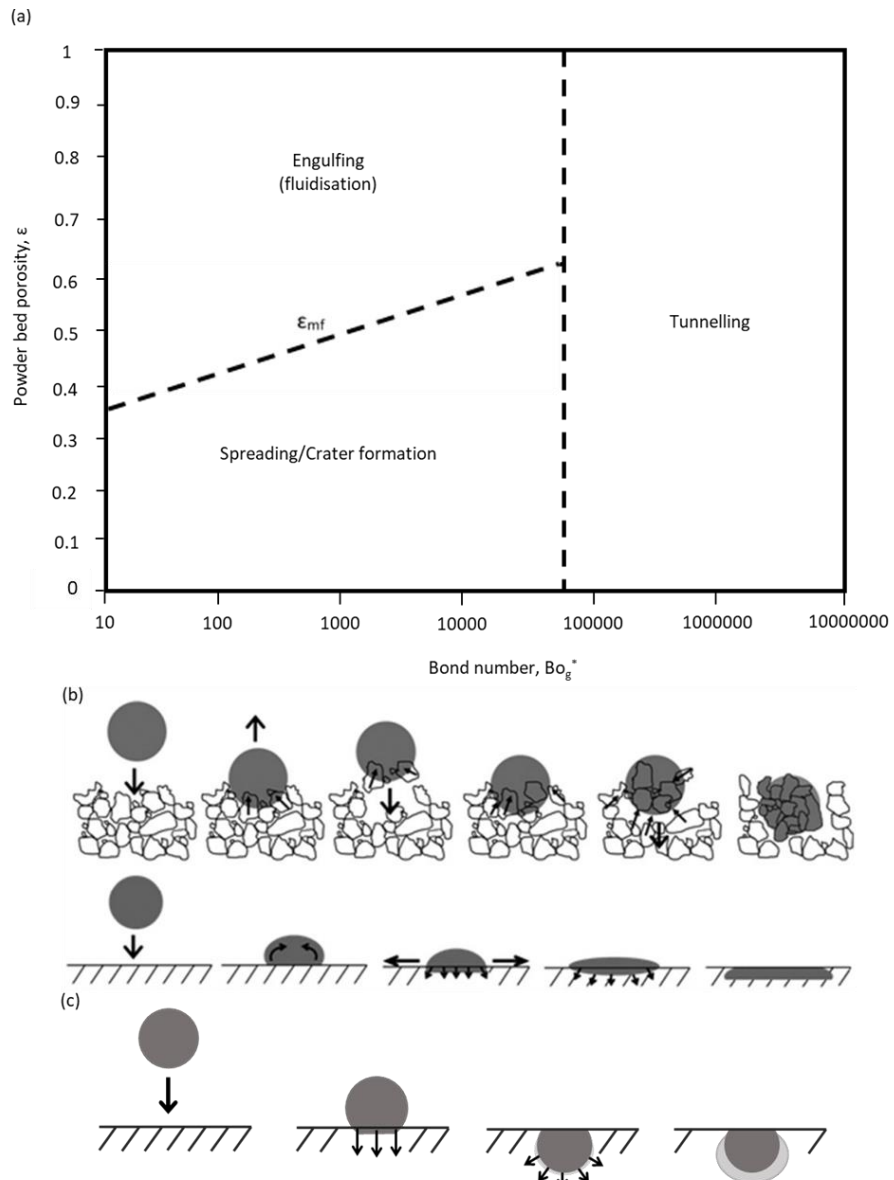 (a)
1
0.9
0.8
0.7
0.6
0.5
0.4
0.3
0.2
0.1
0
Powder bed porosity, ε
Engulfing
(fluidisation)
εmf
Tunnelling
Spreading/Crater formation
10
100
1000
10000
100000
1000000
10000000
Bond number, Bog*
(b)
(c)